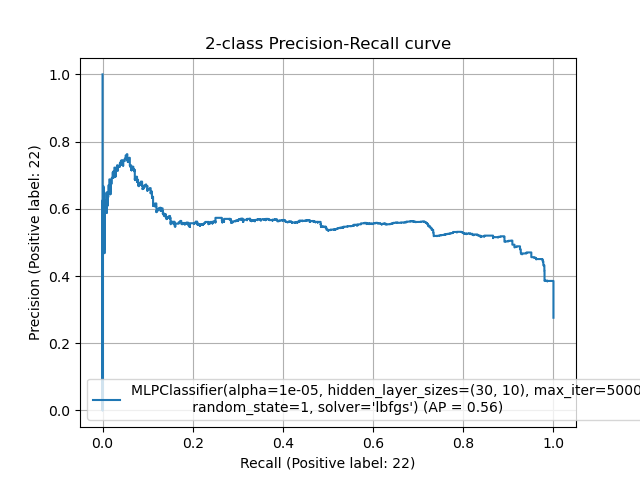 2-class Precision-Recall curve
1.0
0.8
0.6
0.4
0.2
0.0
Precision (Positive label: 22)
MLPClassifier(alpha=1e-05, hidden_layer_sizes=(30, 10), max_iter=5000
random_state=1, solver='lbfgs') (AP = 0.56)
0.0 0.2 0.4 0.6 0.8 1.0
Recall (Positive label: 22)